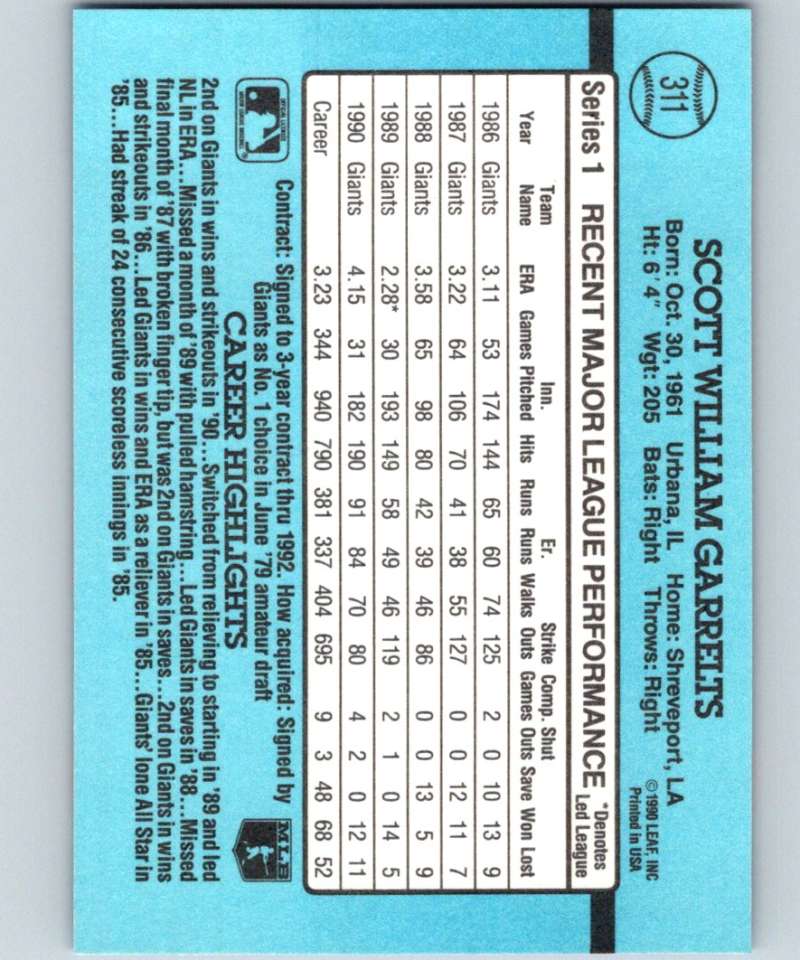 311
SCOTT WILLIAM GARRELTS
Born: Oct. 30, 1961 Urbana, IL Home: Shreveport, LA
Ht: 6' 4" Wgt: 205 Bats: Right Throws: Right
©1990 LEAF, INC
Printed in USA
Series 1 RECENT MAJOR LEAGUE PERFORMANCE *Denotes Led League
Team Inn. Er. Strike Comp. Shut
Year Name ERA Games Pitched Hits Runs Runs Walks Outs Games Outs Save Won Lost
1986 Giants 3.11 53 174 144 65 60 74 125 2 0 10 13 9
1987 Giants 3.22 64 106 70 41 38 55 127 0 0 12 11 7
1988 Giants 3.58 65 98 80 42 39 46 86 0 0 13 5 9
1989 Giants 2.28* 30 193 149 58 49 46 119 2 1 0 14 5
1990 Giants 4.15 31 182 190 91 84 70 80 4 2 0 12 11
Career 3.23 344 940 790 381 337 404 695 9 3 48 68 52
Contract: Signed to 3-year contract thru 1992. How acquired: Signed by
Giants as No. 1 choice in June '79 amateur draft
MLB
CAREER HIGHLIGHTS
2nd on Giants in wins and strikeouts in '90...Switched from relieving to starting in '89 and led
NL in ERA...Missed a month of '89 with pulled hamstring...Led Giants in saves in '88...Missed
final month of '87 with broken finger tip, but was 2nd on Giants in saves...2nd on Giants in wins
and strikeouts in '86...Led Giants in wins and ERA as a reliever in '85...Giants' lone All Star in
'85...Had streak of 24 consecutive scoreless innings in '85.